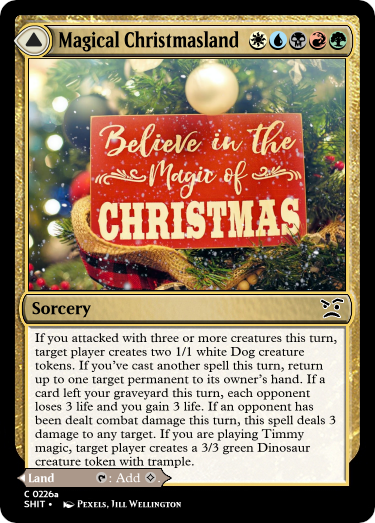 Magical Christmasland
Believe in the
Magic of
CHRISTMAS
Sorcery
If you attacked with three or more creatures this turn,
target player creates two 1/1 white Dog creature
tokens. If you've cast another spell this turn, return
up to one target permanent to its owner's hand. If a
card left your graveyard this turn, each opponent
loses 3 life and you gain 3 life. If an opponent has
been dealt combat damage this turn, this spell deals 3
damage to any target. If you are playing Timmy
magic, target player creates a 3/3 green Dinosaur
creature token with trample.
Land : Add .
C 0226a
SHIT • Pexels, Jill Wellington